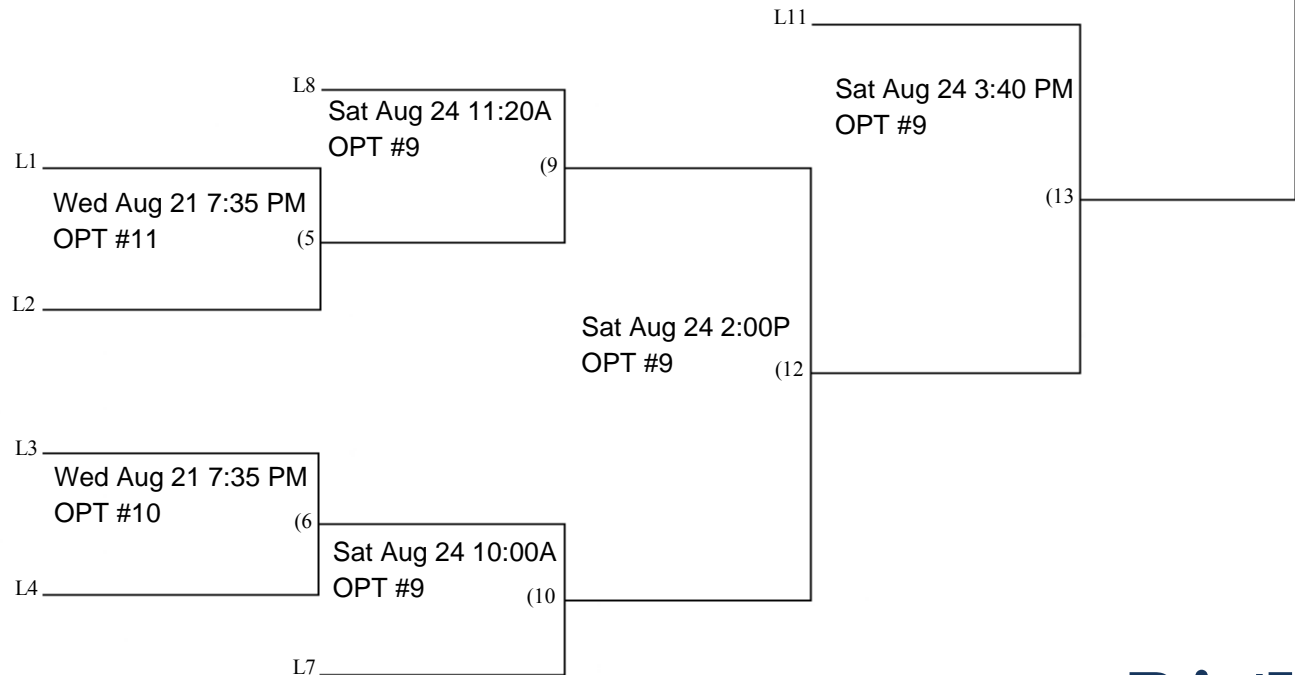 L11
L8
Sat Aug 24 11:20A
OPT #9
(9
Sat Aug 24 3:40 PM
OPT #9
(13
L1
Wed Aug 21 7:35 PM
OPT #11
(5
L2
Sat Aug 24 2:00P
OPT #9
(12
L3
Wed Aug 21 7:35 PM
OPT #10
(6
L4
Sat Aug 24 10:00A
OPT #9
(10
L7